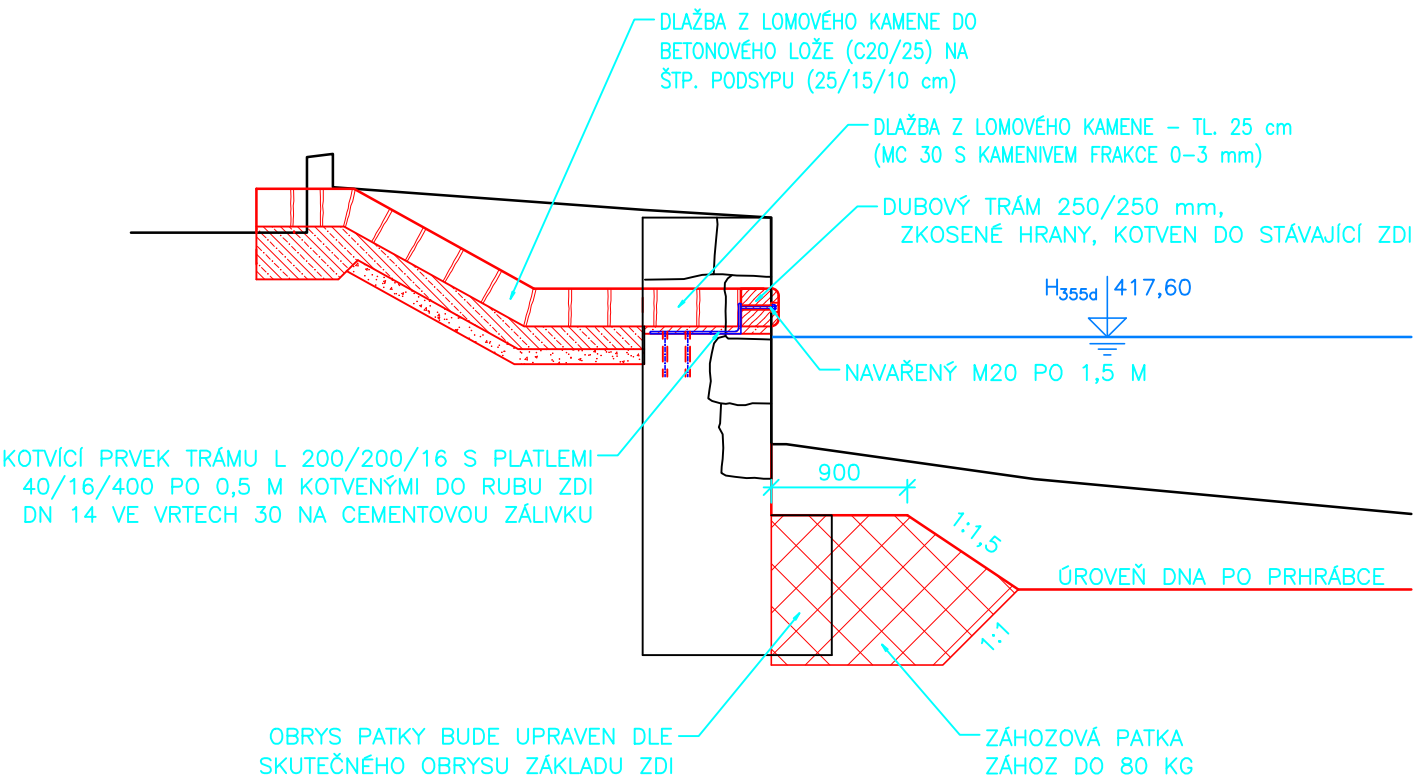 DLAŽBA Z LOMOVÉHO KAMENE DO
BETONOVÉHO LOŽE (C20/25) NA
ŠTP. PODSYPU (25/15/10 cm)
DLAŽBA Z LOMOVÉHO KAMENE – TL. 25 cm
(MC 30 S KAMENIVEM FRAKCE 0-3 mm)
DUBOVÝ TRÁM 250/250 mm,
ZKOSENÉ HRANY, KOTVEN DO STÁVAJÍCÍ ZDI
H355d 417,60
NAVAŘENÝ M20 PO 1,5 M
KOTVÍCÍ PRVEK TRÁMU L 200/200/16 S PLATLEMI
40/16/400 PO 0,5 M KOTVENÝMI DO RUBU ZDI
DN 14 VE VRTECH 30 NA CEMENTOVOU ZÁLIVKU
900
1:1,5
ÚROVEŇ DNA PO PRHRÁBCE
1:1
OBRYS PATKY BUDE UPRAVEN DLE
SKUTEČNÉHO OBRYSU ZÁKLADU ZDI
ZÁHOZOVÁ PATKA
ZÁHOZ DO 80 KG